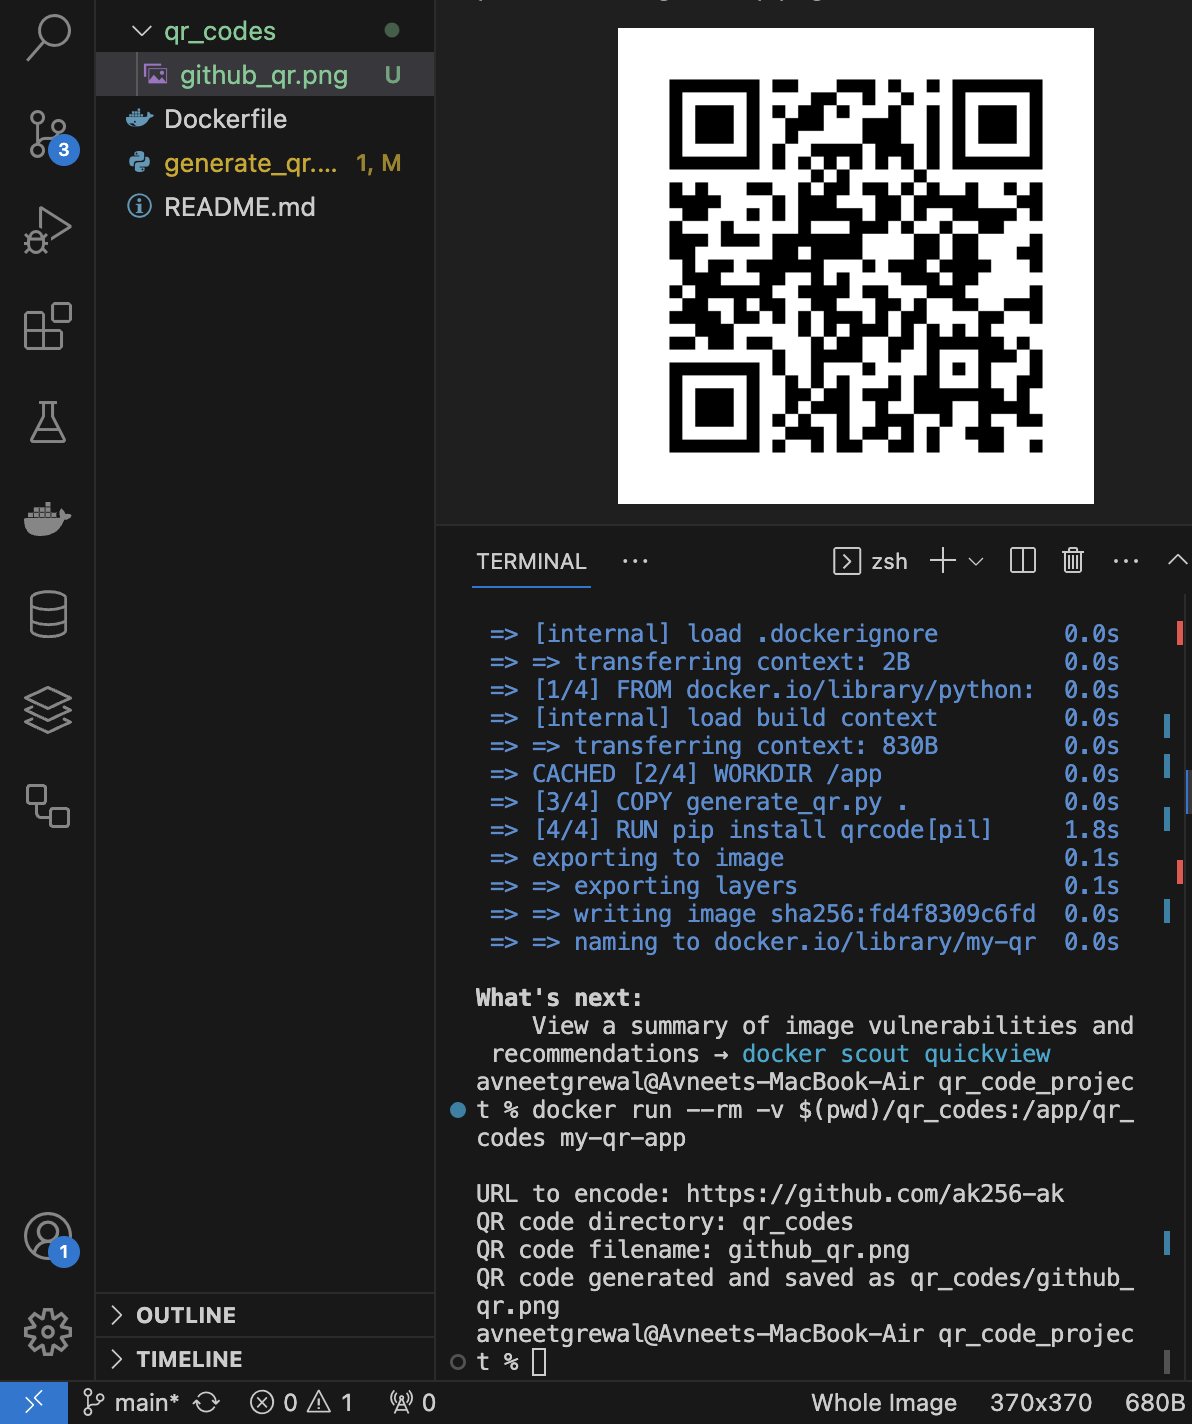 qr_codes
github_qr.png U
Dockerfile
generate_qr.... 1, M
README.md
3
TERMINAL ...
zsh
=> [internal] load .dockerignore 0.0s
=> => transferring context: 2B 0.0s
=> [1/4] FROM docker.io/library/python: 0.0s
=> [internal] load build context 0.0s
=> => transferring context: 830B 0.0s
=> CACHED [2/4] WORKDIR /app 0.0s
=> [3/4] COPY generate_qr.py . 0.0s
=> [4/4] RUN pip install qrcode[pil] 1.8s
=> exporting to image 0.1s
=> => exporting layers 0.1s
=> => writing image sha256:fd4f8309c6fd 0.0s
=> => naming to docker.io/library/my-qr 0.0s
What's next:
View a summary of image vulnerabilities and
recommendations → docker scout quickview
avneetgrewal@Avneets-MacBook-Air qr_code_projec
t % docker run --rm -v $(pwd)/qr_codes:/app/qr_
codes my-qr-app
URL to encode: https://github.com/ak256-ak
QR code directory: qr_codes
QR code filename: github_qr.png
QR code generated and saved as qr_codes/github_
qr.png
avneetgrewal@Avneets-MacBook-Air qr_code_projec
t %
1
OUTLINE
TIMELINE
main* 0 1 0 Whole Image 370x370 680B